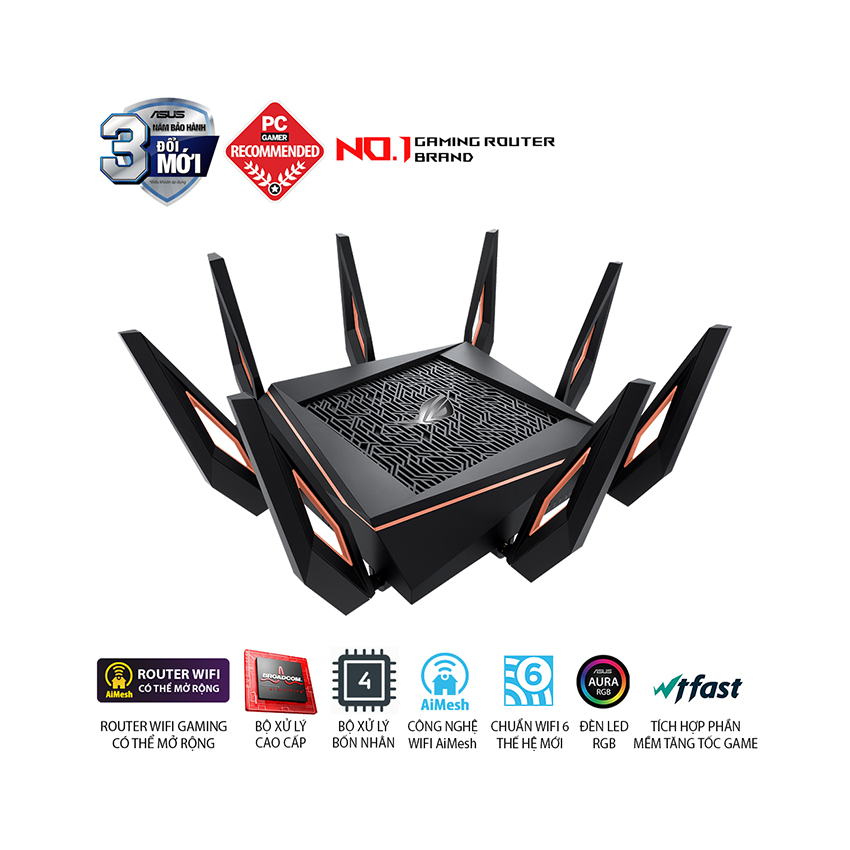 ASUS
3 NĂM BẢO HÀNH
ĐỔI
MỚI
PC
GAMER
RECOMMENDED
NO.1 GAMING ROUTER
BRAND
AiMesh
ROUTER WIFI
CÓ THỂ MỞ RỘNG
ROUTER WIFI GAMING
CÓ THỂ MỞ RỘNG
BROADCOM
BỘ XỬ LÝ
CAO CẤP
4
BỘ XỬ LÝ
BỐN NHÂN
AiMesh
CÔNG NGHỆ
WIFI AiMesh
6
CHUẨN WIFI 6
THẾ HỆ MỚI
ASUS
AURA
RGB
ĐÈN LED
RGB
wtfast
TÍCH HỢP PHẦN
MỀM TĂNG TỐC GAME